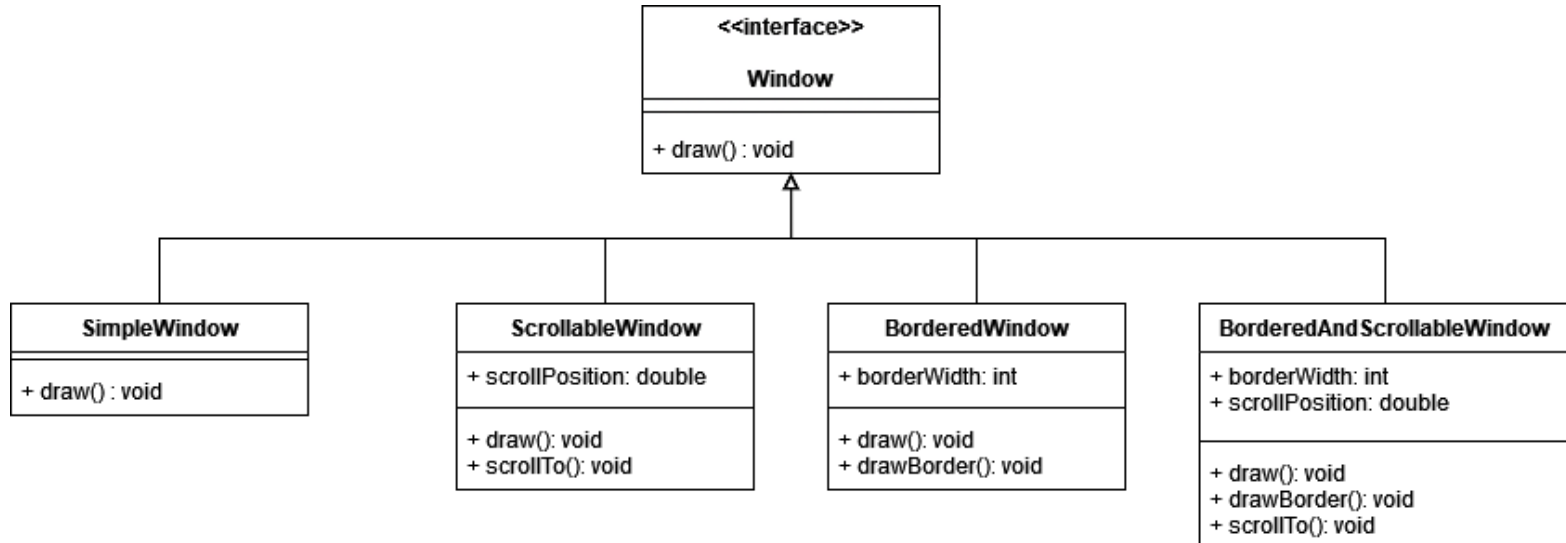 <<interface>>
Window
+ draw() : void
SimpleWindow
+ draw() : void
ScrollableWindow
+ scrollPosition: double
+ draw(): void
+ scrollTo(): void
BorderedWindow
+ borderWidth: int
+ draw(): void
+ drawBorder(): void
BorderedAndScrollableWindow
+ borderWidth: int
+ scrollPosition: double
+ draw(): void
+ drawBorder(): void
+ scrollTo(): void